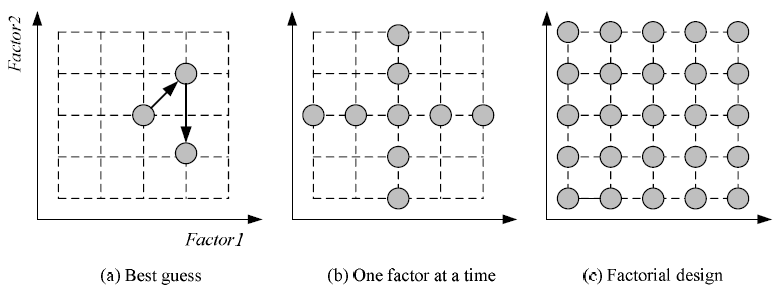 Factor2
Factor1
(a) Best guess
(b) One factor at a time
(c) Factorial design